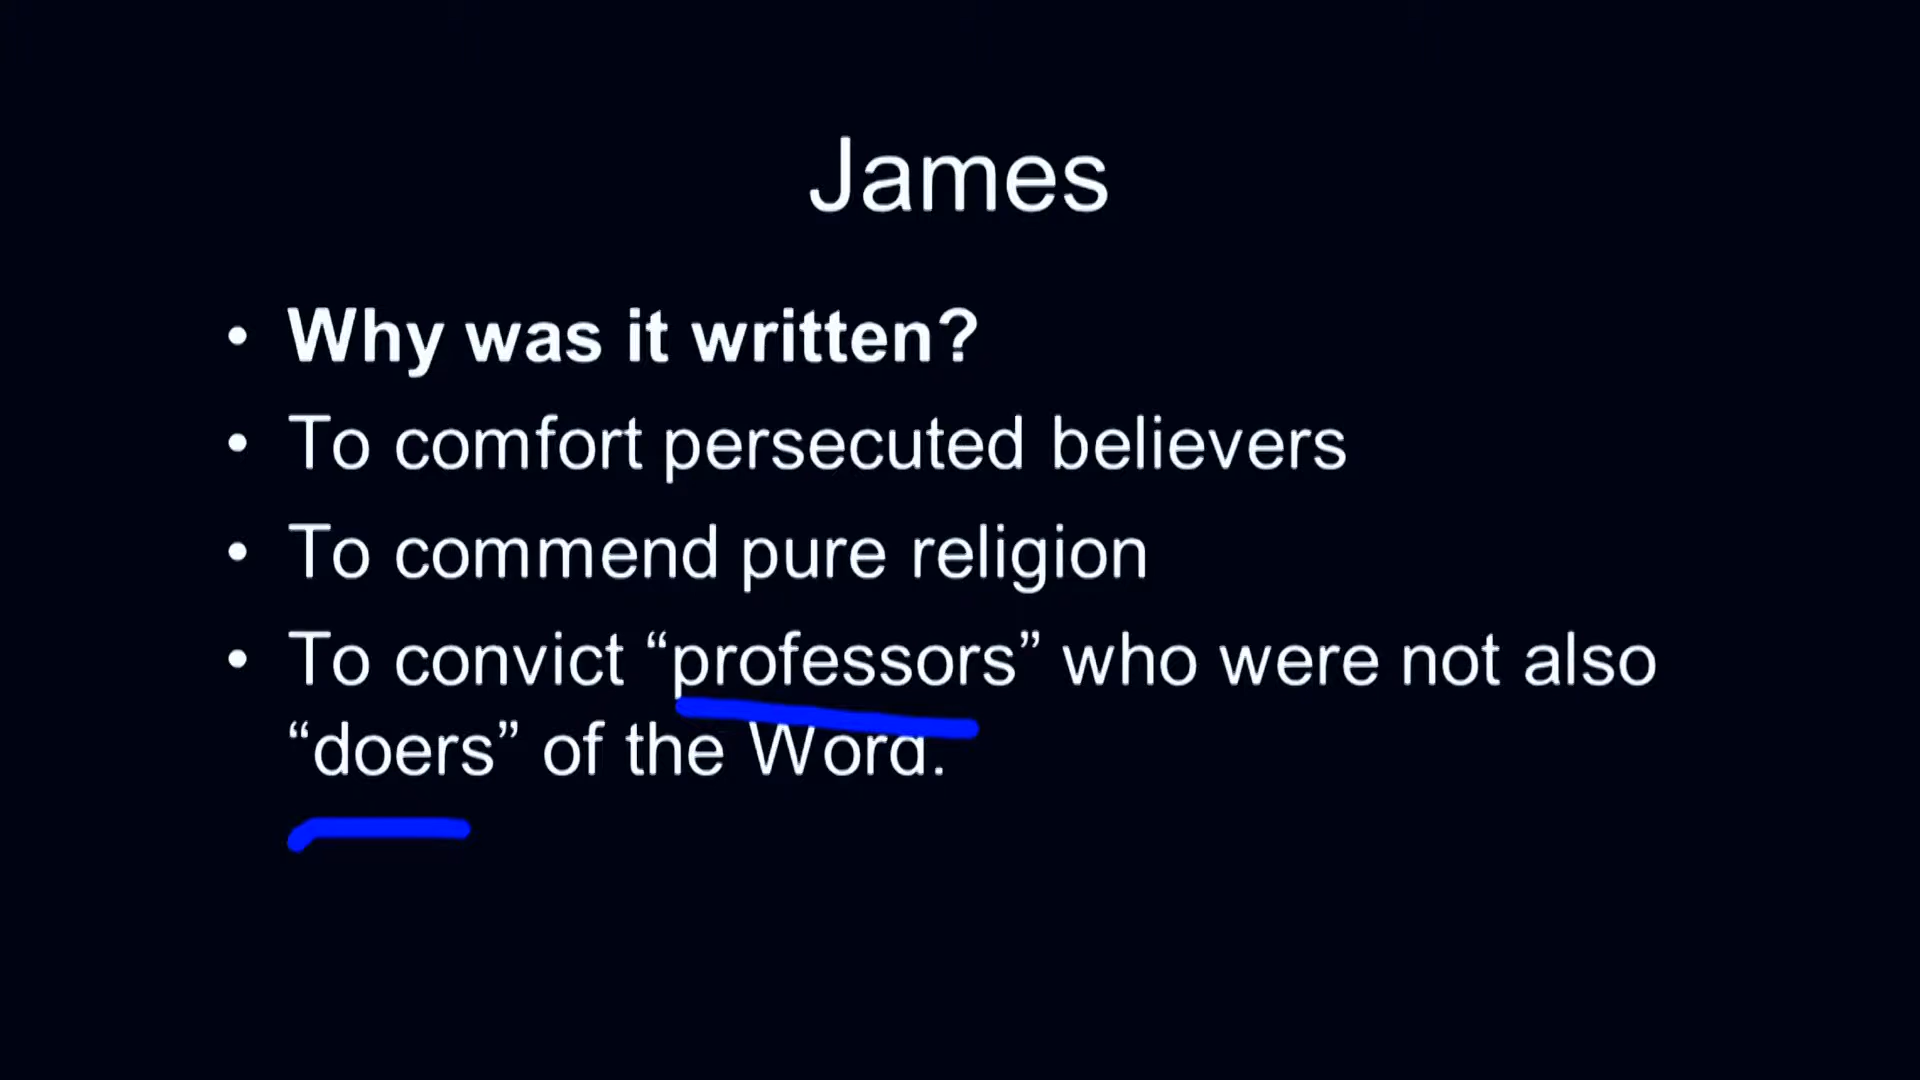 James
• Why was it written?
• To comfort persecuted believers
• To commend pure religion
• To convict “professors” who were not also
“doers” of the Word.